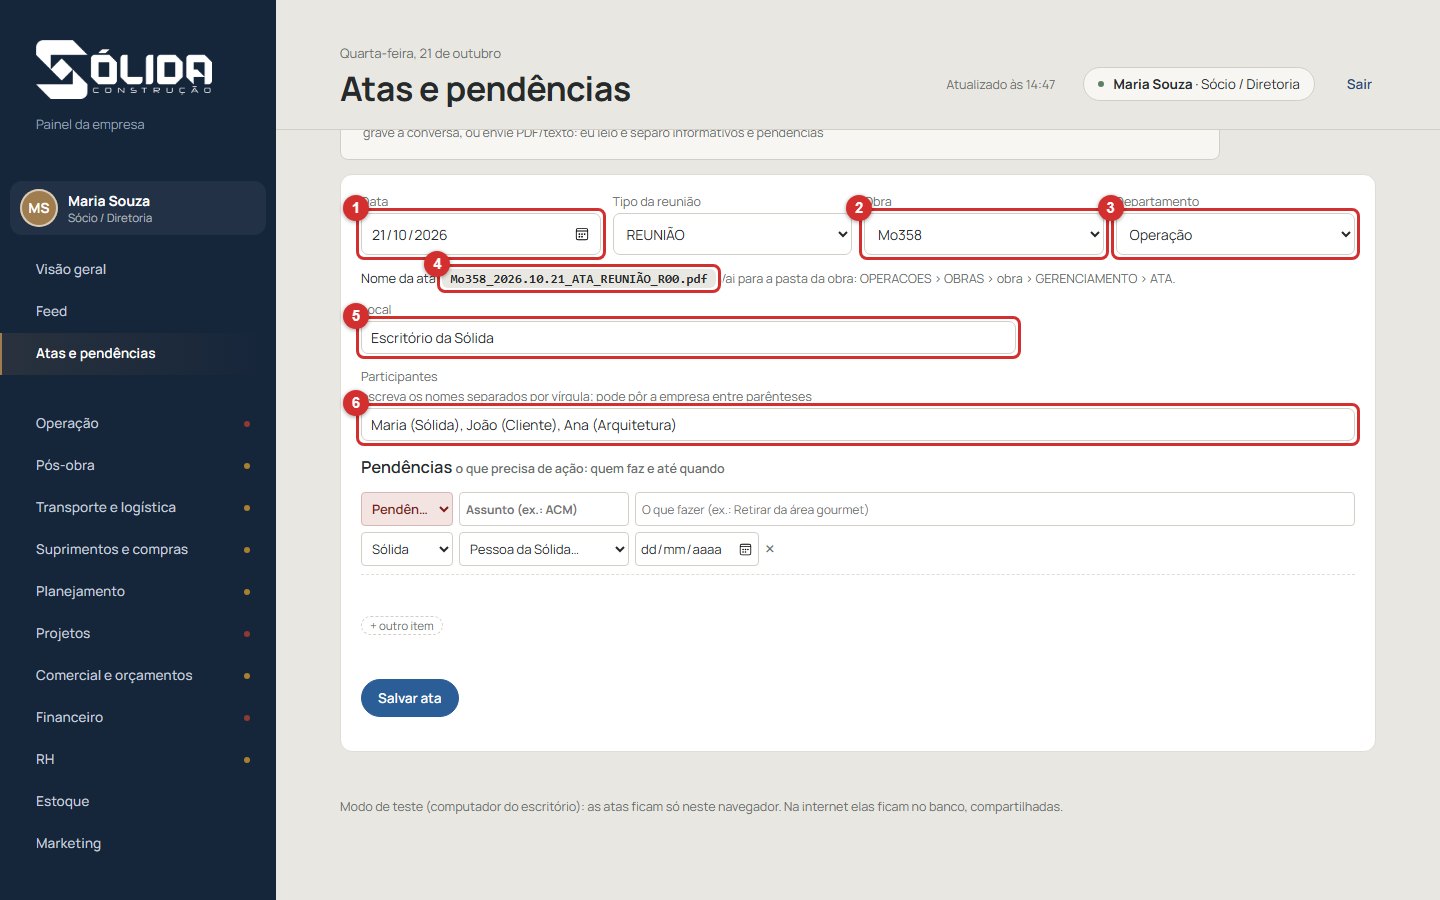 SÓLIDA
CONSTRUÇÃO
Painel da empresa
MS
Maria Souza
Sócio / Diretoria
Visão geral
Feed
Atas e pendências
Operação
Pós-obra
Transporte e logística
Suprimentos e compras
Planejamento
Projetos
Comercial e orçamentos
Financeiro
RH
Estoque
Marketing
Quarta-feira, 21 de outubro
Atas e pendências
Atualizado às 14:47
Maria Souza · Sócio / Diretoria
Sair
grave a conversa, ou envie PDF/texto: eu leio e separo informativos e pendências
1 Data
Tipo da reunião
2 Obra
3 Departamento
21/10/2026
REUNIÃO
Mo358
Operação
4
Nome da ata Mo358_2026.10.21_ATA_REUNIÃO_R00.pdf Vai para a pasta da obra: OPERACOES › OBRAS › obra › GERENCIAMENTO › ATA.
5 Local
Escritório da Sólida
Participantes
6 Escreva os nomes separados por vírgula; pode pôr a empresa entre parênteses
Maria (Sólida), João (Cliente), Ana (Arquitetura)
Pendências o que precisa de ação: quem faz e até quando
Pendên...
Assunto (ex.: ACM)
O que fazer (ex.: Retirar da área gourmet)
Sólida
Pessoa da Sólida...
dd/mm/aaaa
×
+ outro item
Salvar ata
Modo de teste (computador do escritório): as atas ficam só neste navegador. Na internet elas ficam no banco, compartilhadas.